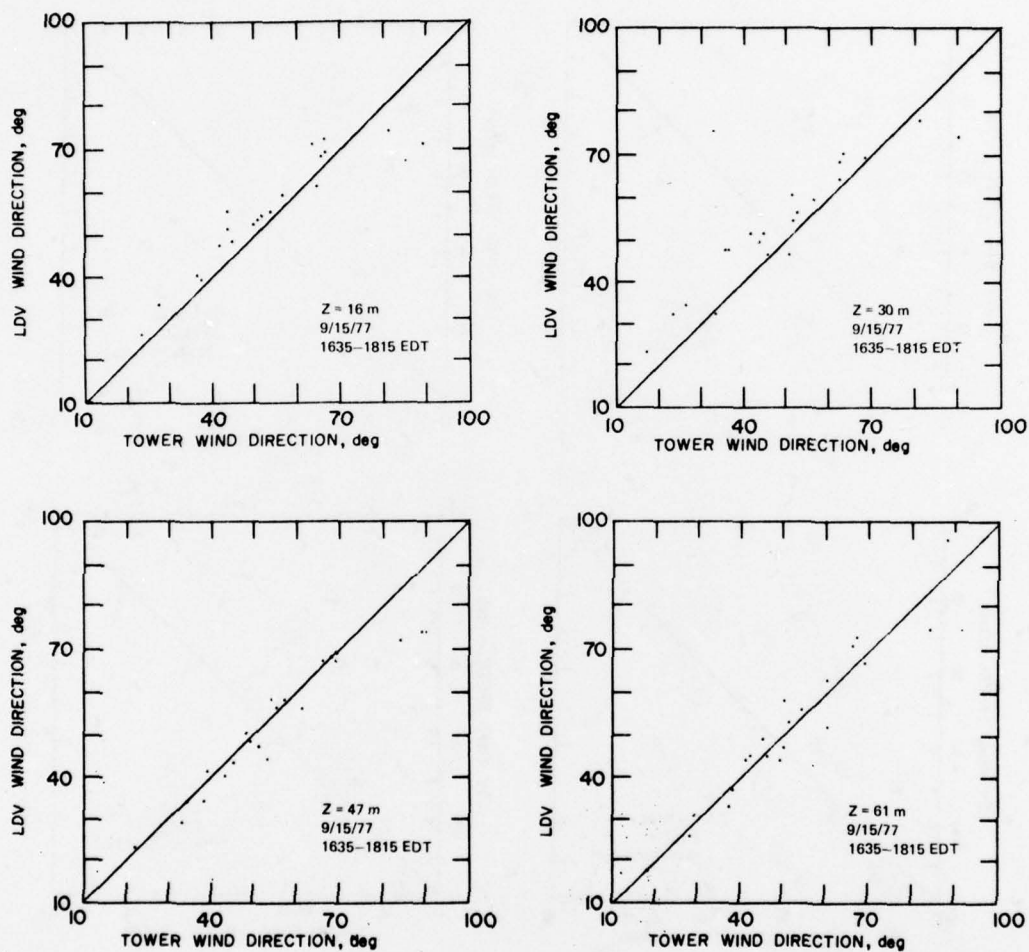 100
LDV WIND DIRECTION, deg
70
40
10
Z = 16 m
9/15/77
1635-1815 EDT
10 40 70 100
TOWER WIND DIRECTION, deg
100
LDV WIND DIRECTION, deg
70
40
10
Z = 30 m
9/15/77
1635-1815 EDT
10 40 70 100
TOWER WIND DIRECTION, deg
100
LDV WIND DIRECTION, deg
70
40
10
Z = 47 m
9/15/77
1635-1815 EDT
10 40 70 100
TOWER WIND DIRECTION, deg
100
LDV WIND DIRECTION, deg
70
40
10
Z = 61 m
9/15/77
1635-1815 EDT
10 40 70 100
TOWER WIND DIRECTION, deg